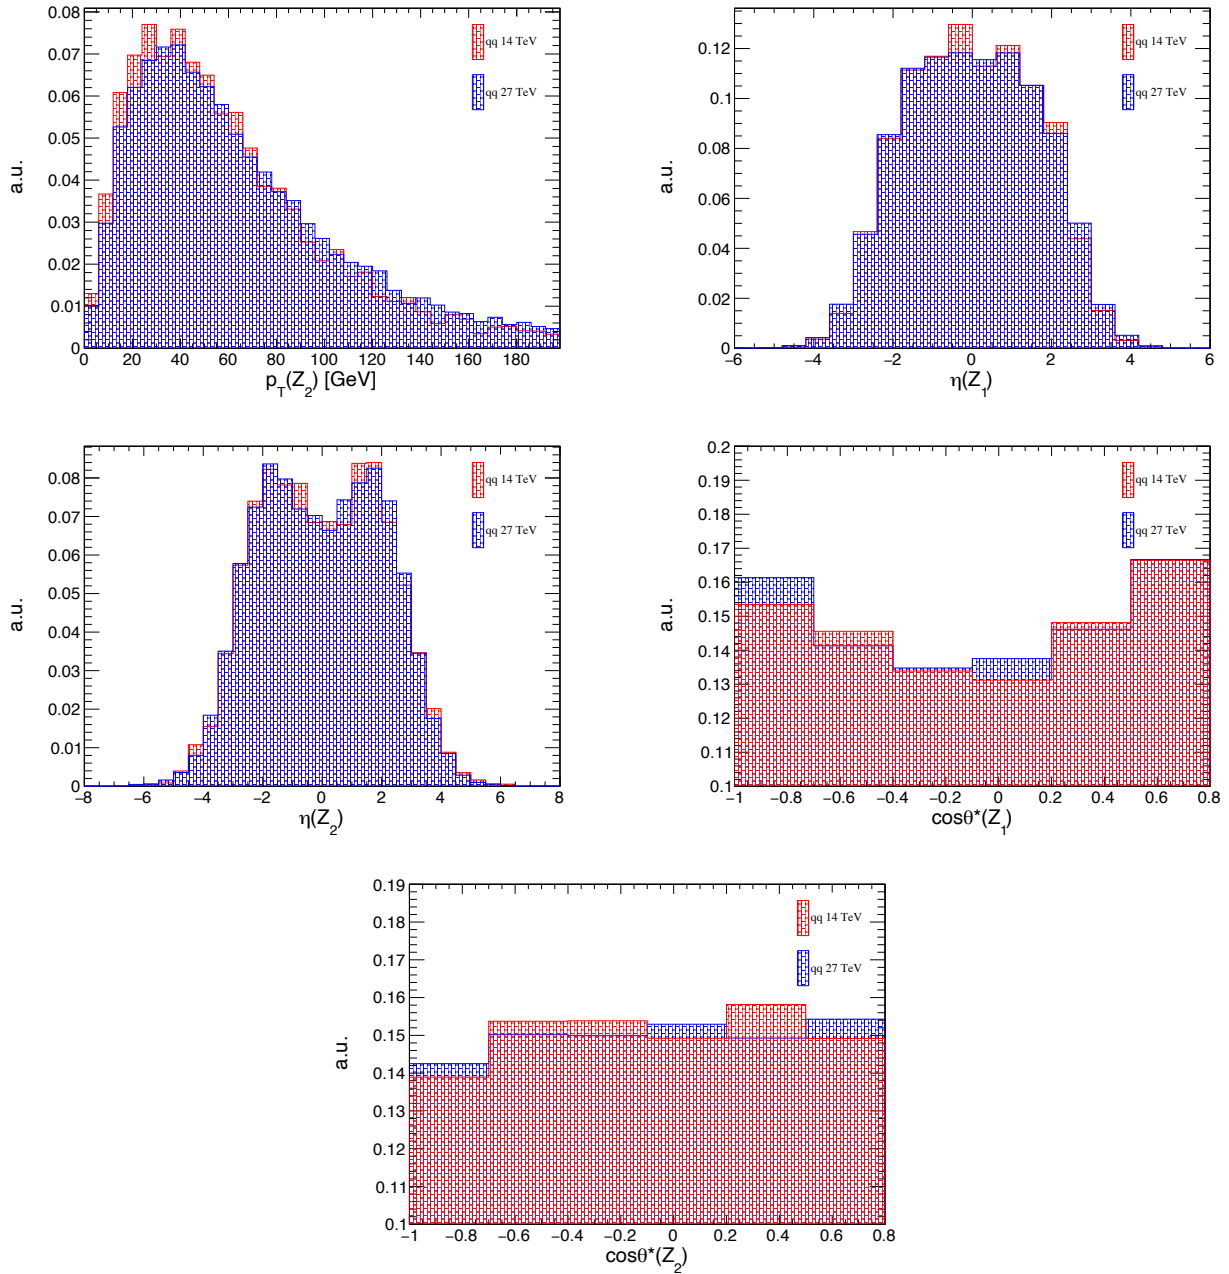 0.08
0.07
0.06
0.05
0.04
0.03
0.02
0.01
0
a.u.
qq 14 TeV
qq 27 TeV
0 20 40 60 80 100 120 140 160 180
p_T(Z_2) [GeV]
0.12
0.1
0.08
0.06
0.04
0.02
0
a.u.
qq 14 TeV
qq 27 TeV
−6 −4 −2 0 2 4 6
η(Z_1)
0.08
0.07
0.06
0.05
0.04
0.03
0.02
0.01
0
a.u.
qq 14 TeV
qq 27 TeV
−8 −6 −4 −2 0 2 4 6 8
η(Z_2)
0.2
0.19
0.18
0.17
0.16
0.15
0.14
0.13
0.12
0.11
0.1
a.u.
qq 14 TeV
qq 27 TeV
−1 −0.8 −0.6 −0.4 −0.2 0 0.2 0.4 0.6 0.8
cosθ*(Z_1)
0.19
0.18
0.17
0.16
0.15
0.14
0.13
0.12
0.11
0.1
a.u.
qq 14 TeV
qq 27 TeV
−1 −0.8 −0.6 −0.4 −0.2 0 0.2 0.4 0.6 0.8
cosθ*(Z_2)